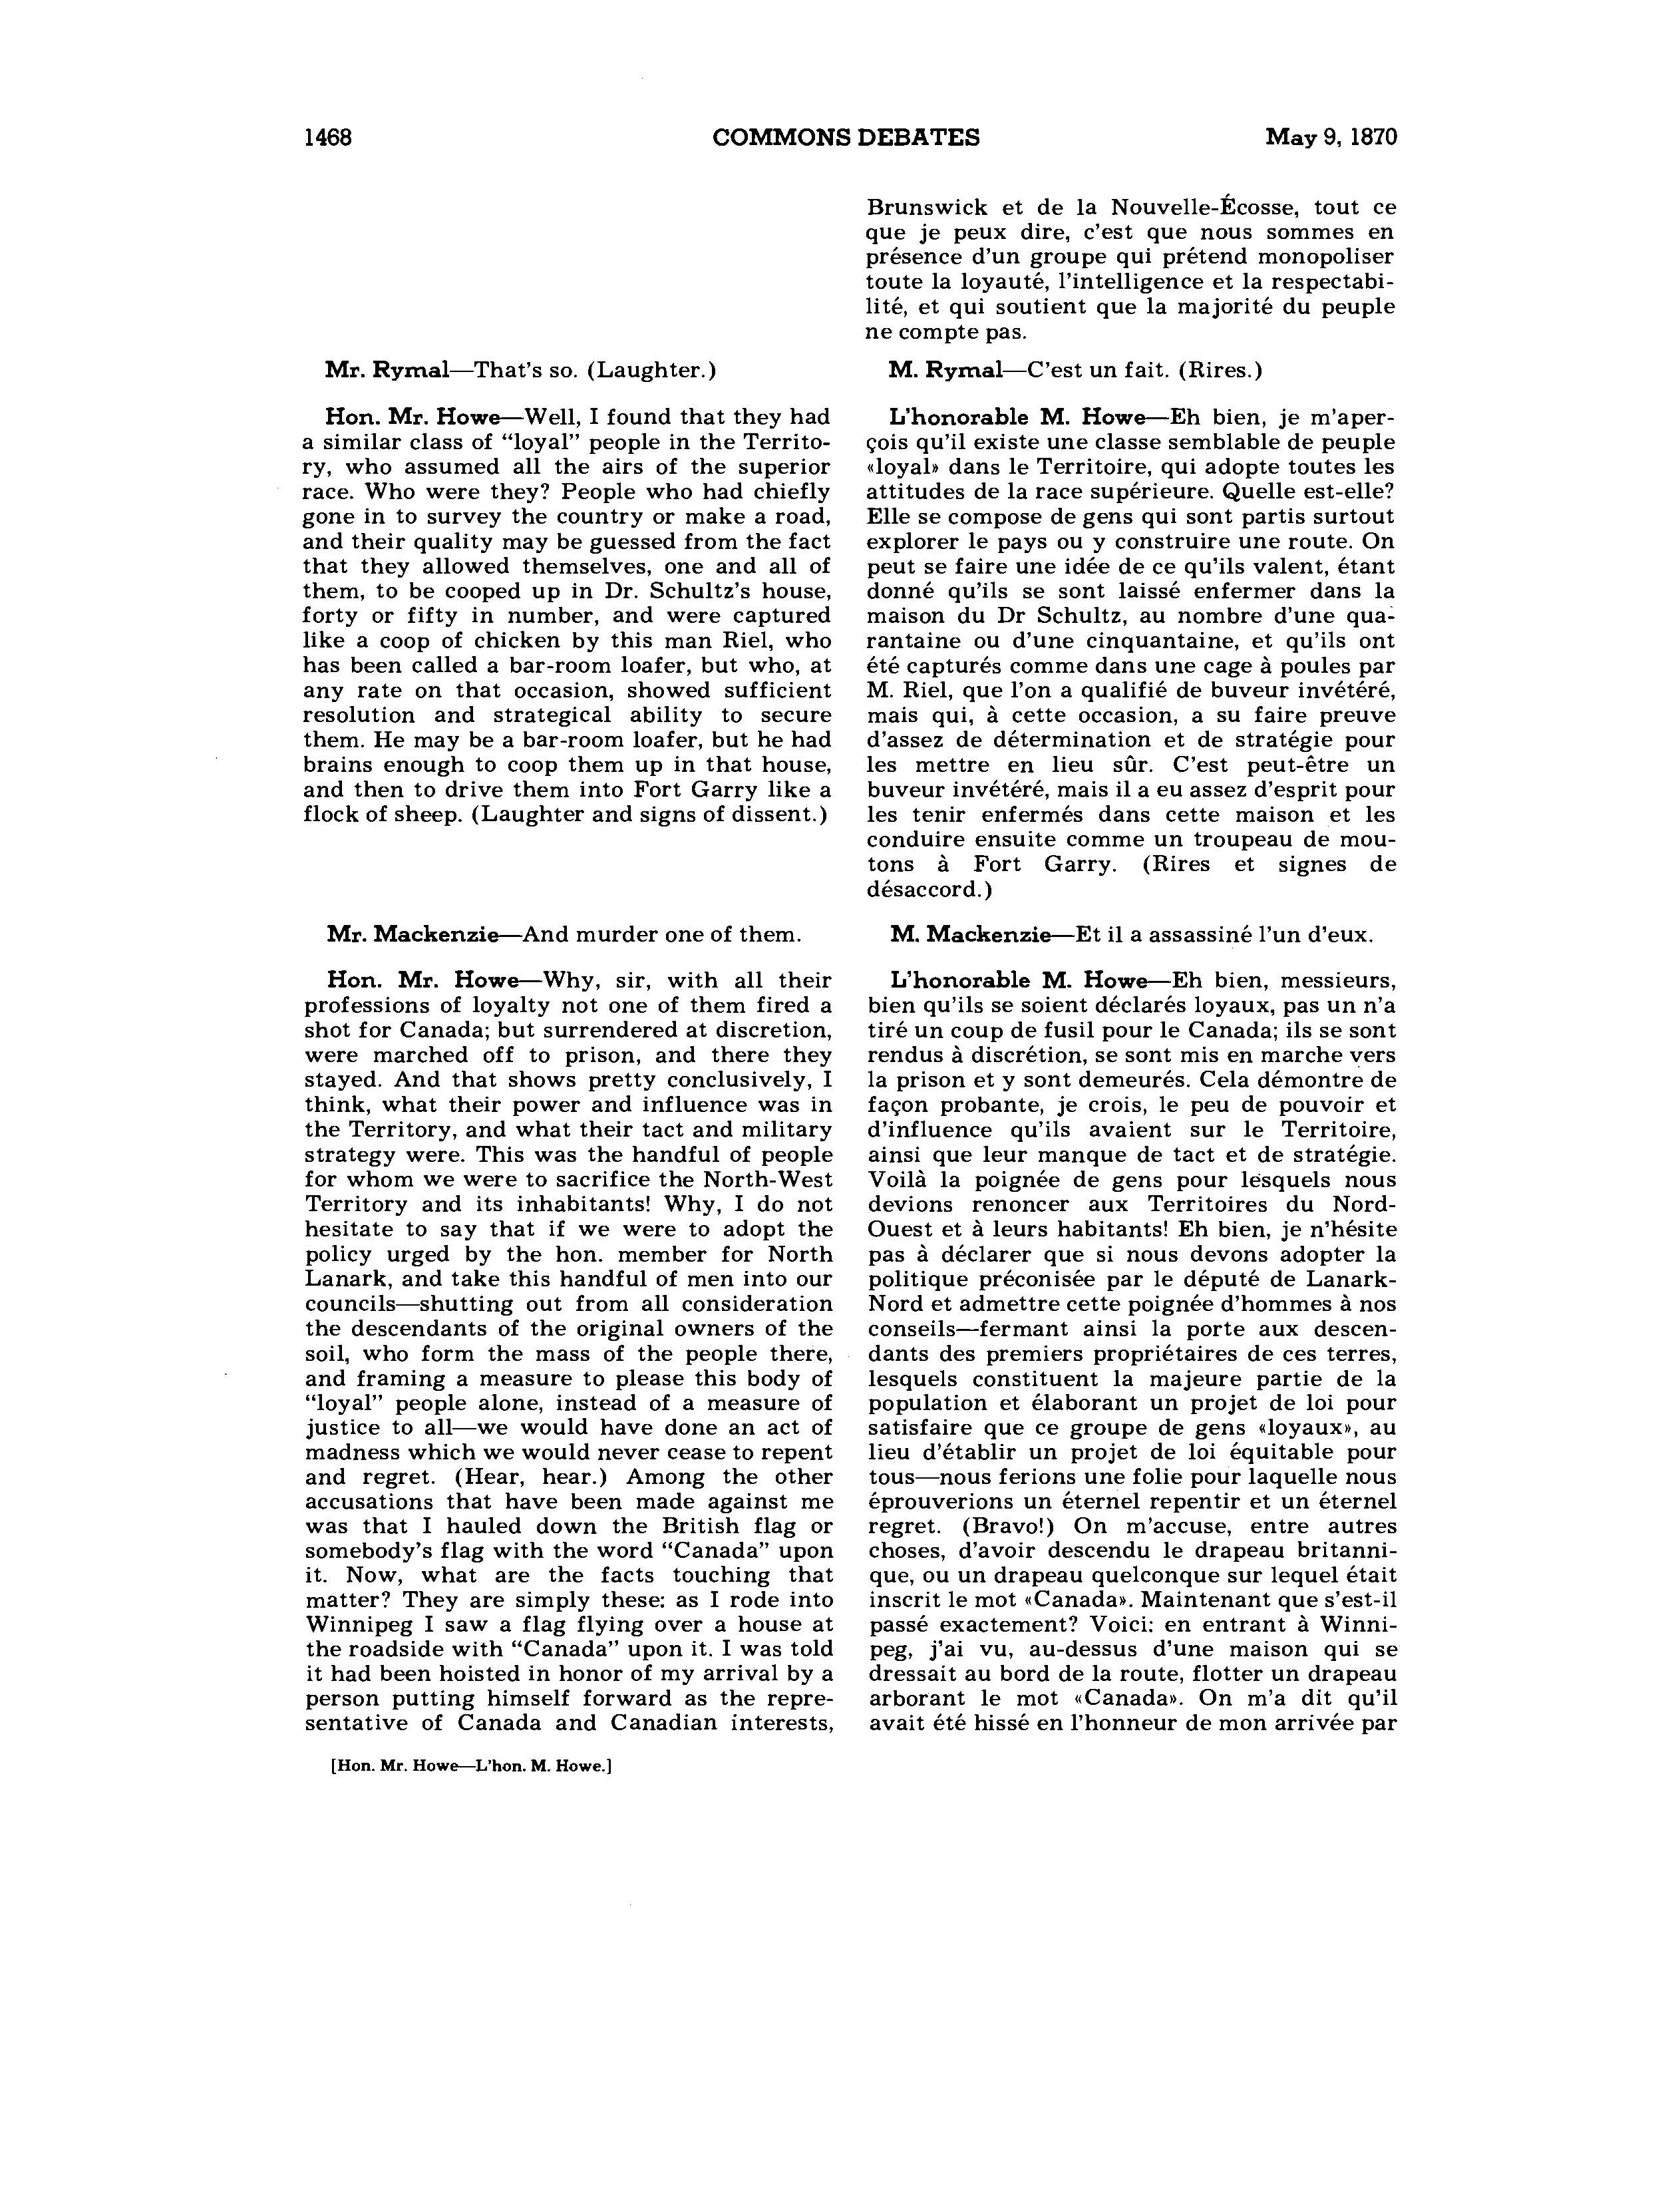 1468 COMMONS DEBATES May 9, 1870
Mr. Rymal—That's so. (Laughter.)
Hon. Mr. Howe—Well, I found that they had
a similar class of “loyal” people in the Territo-
ry, who assumed all the airs of the superior
race. Who were they? People who had chiefly
gone in to survey the country or make a road,
and their quality may be guessed from the fact
that they allowed themselves, one and all of
them, to be cooped up in Dr. Schultz's house,
forty or fifty in number, and were captured
like a coop of chicken by this man Riel, who
has been called a bar-room loafer, but who, at
any rate on that occasion, showed sufficient
resolution and strategical ability to secure
them. He may be a bar-room loafer, but he had
brains enough to coop them up in that house,
and then to drive them into Fort Garry like a
flock of sheep. (Laughter and signs of dissent.)
Mr. Mackenzie—And murder one of them.
Hon. Mr. Howe—Why, sir, with all their
professions of loyalty not one of them fired a
shot for Canada; but surrendered at discretion,
were marched off to prison, and there they
stayed. And that shows pretty conclusively, I
think, what their power and influence was in
the Territory, and what their tact and military
strategy were. This was the handful of people
for whom we were to sacrifice the North-West
Territory and its inhabitants! Why, I do not
hesitate to say that if we were to adopt the
policy urged by the hon. member for North
Lanark, and take this handful of men into our
councils—shutting out from all consideration
the descendants of the original owners of the
soil, who form the mass of the people there,
and framing a measure to please this body of
“loyal” people alone, instead of a measure of
justice to all—we would have done an act of
madness which we would never cease to repent
and regret. (Hear, hear.) Among the other
accusations that have been made against me
was that I hauled down the British flag or
somebody's flag with the word “Canada” upon
it. Now, what are the facts touching that
matter? They are simply these: as I rode into
Winnipeg I saw a flag flying over a house at
the roadside with “Canada” upon it. I was told
it had been hoisted in honor of my arrival by a
person putting himself forward as the repre-
sentative of Canada and Canadian interests,
Brunswick et de la Nouvelle-Écosse, tout ce
que je peux dire, c'est que nous sommes en
présence d'un groupe qui prétend monopoliser
toute la loyauté, l'intelligence et la respectabi-
lité, et qui soutient que la majorité du peuple
ne compte pas.
M. Rymal—C'est un fait. (Rires.)
L'honorable M. Howe—Eh bien, je m'aper-
çois qu'il existe une classe semblable de peuple
«loyal» dans le Territoire, qui adopte toutes les
attitudes de la race supérieure. Quelle est-elle?
Elle se compose de gens qui sont partis surtout
explorer le pays ou y construire une route. On
peut se faire une idée de ce qu'ils valent, étant
donné qu'ils se sont laissé enfermer dans la
maison du Dr Schultz, au nombre d'une qua-
rantaine ou d'une cinquantaine, et qu'ils ont
été capturés comme dans une cage à poules par
M. Riel, que l'on a qualifié de buveur invétéré,
mais qui, à cette occasion, a su faire preuve
d'assez de détermination et de stratégie pour
les mettre en lieu sûr. C'est peut-être un
buveur invétéré, mais il a eu assez d'esprit pour
les tenir enfermés dans cette maison et les
conduire ensuite comme un troupeau de mou-
tons à Fort Garry. (Rires et signes de
désaccord.)
M. Mackenzie—Et il a assassiné l'un d'eux.
L'honorable M. Howe—Eh bien, messieurs,
bien qu'ils se soient déclarés loyaux, pas un n'a
tiré un coup de fusil pour le Canada; ils se sont
rendus à discrétion, se sont mis en marche vers
la prison et y sont demeurés. Cela démontre de
façon probante, je crois, le peu de pouvoir et
d'influence qu'ils avaient sur le Territoire,
ainsi que leur manque de tact et de stratégie.
Voilà la poignée de gens pour lesquels nous
devions renoncer aux Territoires du Nord-
Ouest et à leurs habitants! Eh bien, je n'hésite
pas à déclarer que si nous devons adopter la
politique préconisée par le député de Lanark-
Nord et admettre cette poignée d'hommes à nos
conseils—fermant ainsi la porte aux descen-
dants des premiers propriétaires de ces terres,
lesquels constituent la majeure partie de la
population et élaborant un projet de loi pour
satisfaire que ce groupe de gens «loyaux», au
lieu d'établir un projet de loi équitable pour
tous—nous ferions une folie pour laquelle nous
éprouverions un éternel repentir et un éternel
regret. (Bravo!) On m'accuse, entre autres
choses, d'avoir descendu le drapeau britanni-
que, ou un drapeau quelconque sur lequel était
inscrit le mot «Canada». Maintenant que s'est-il
passé exactement? Voici: en entrant à Winni-
peg, j'ai vu, au-dessus d'une maison qui se
dressait au bord de la route, flotter un drapeau
arborant le mot «Canada». On m'a dit qu'il
avait été hissé en l'honneur de mon arrivée par
[Hon. Mr. Howe—L'hon. M. Howe.]